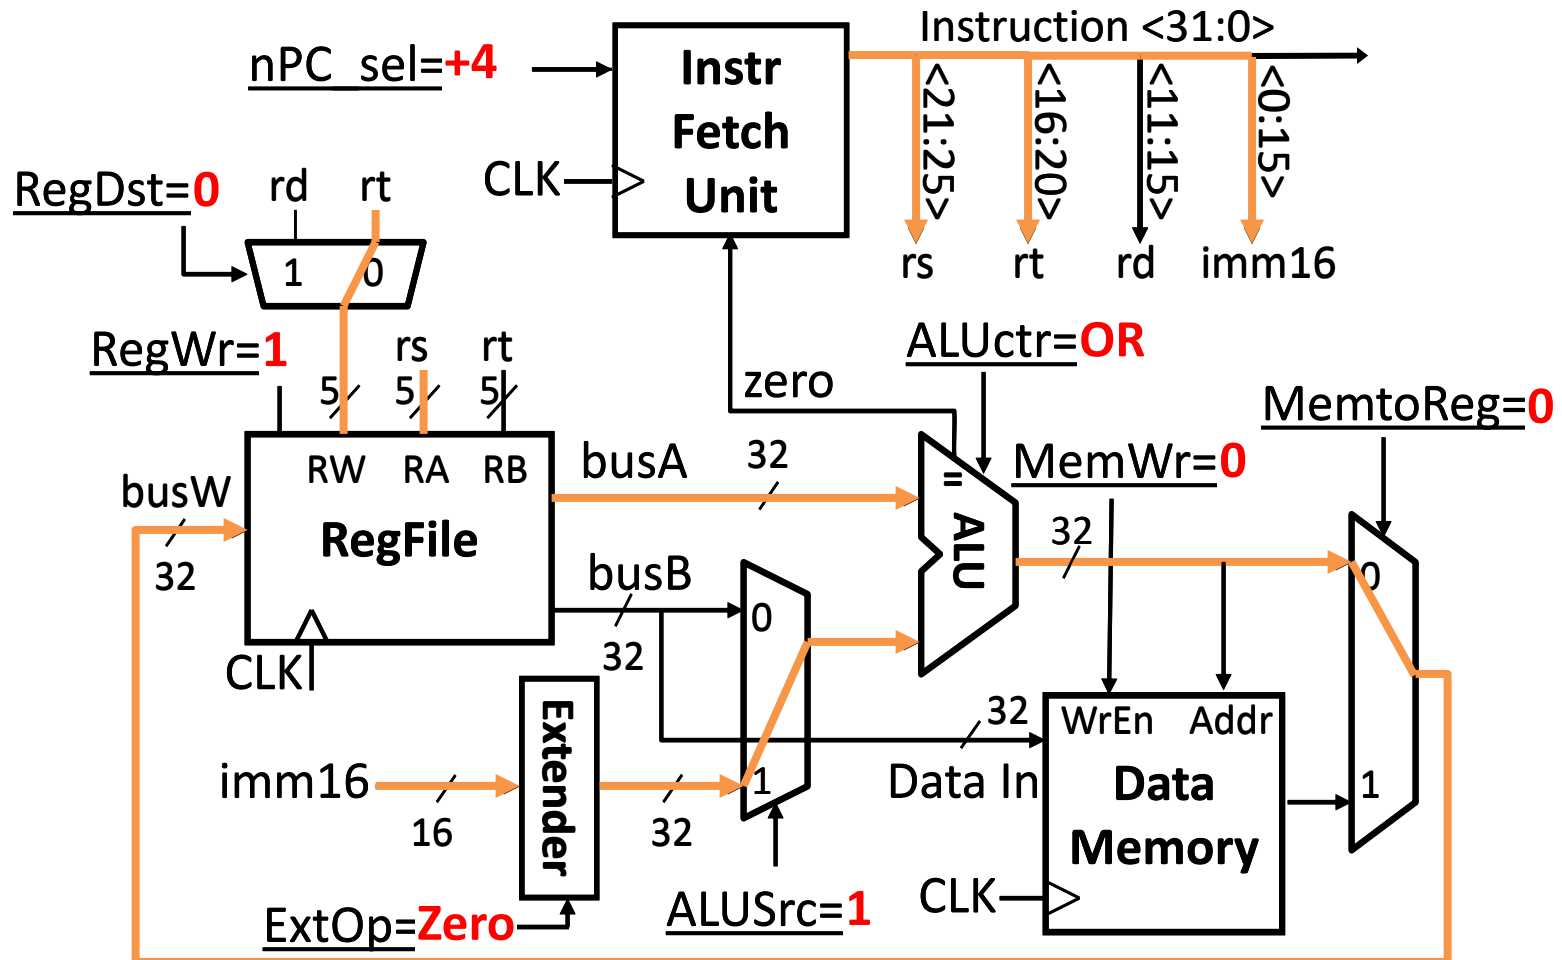 Instruction <31:0>
nPC_sel=+4
Instr
Fetch
Unit
CLK
<21:25>
<16:20>
<11:15>
<0:15>
rs
rt
rd
imm16
RegDst=0
rd
rt
1
0
RegWr=1
rs
rt
5
5
5
zero
ALUctr=OR
MemtoReg=0
MemWr=0
RW
RA
RB
RegFile
busW
32
CLK
busA
32
busB
32
=
ALU
32
0
1
0
1
imm16
16
Extender
32
ExtOp=Zero
ALUSrc=1
32
Data In
WrEn
Addr
Data
Memory
CLK